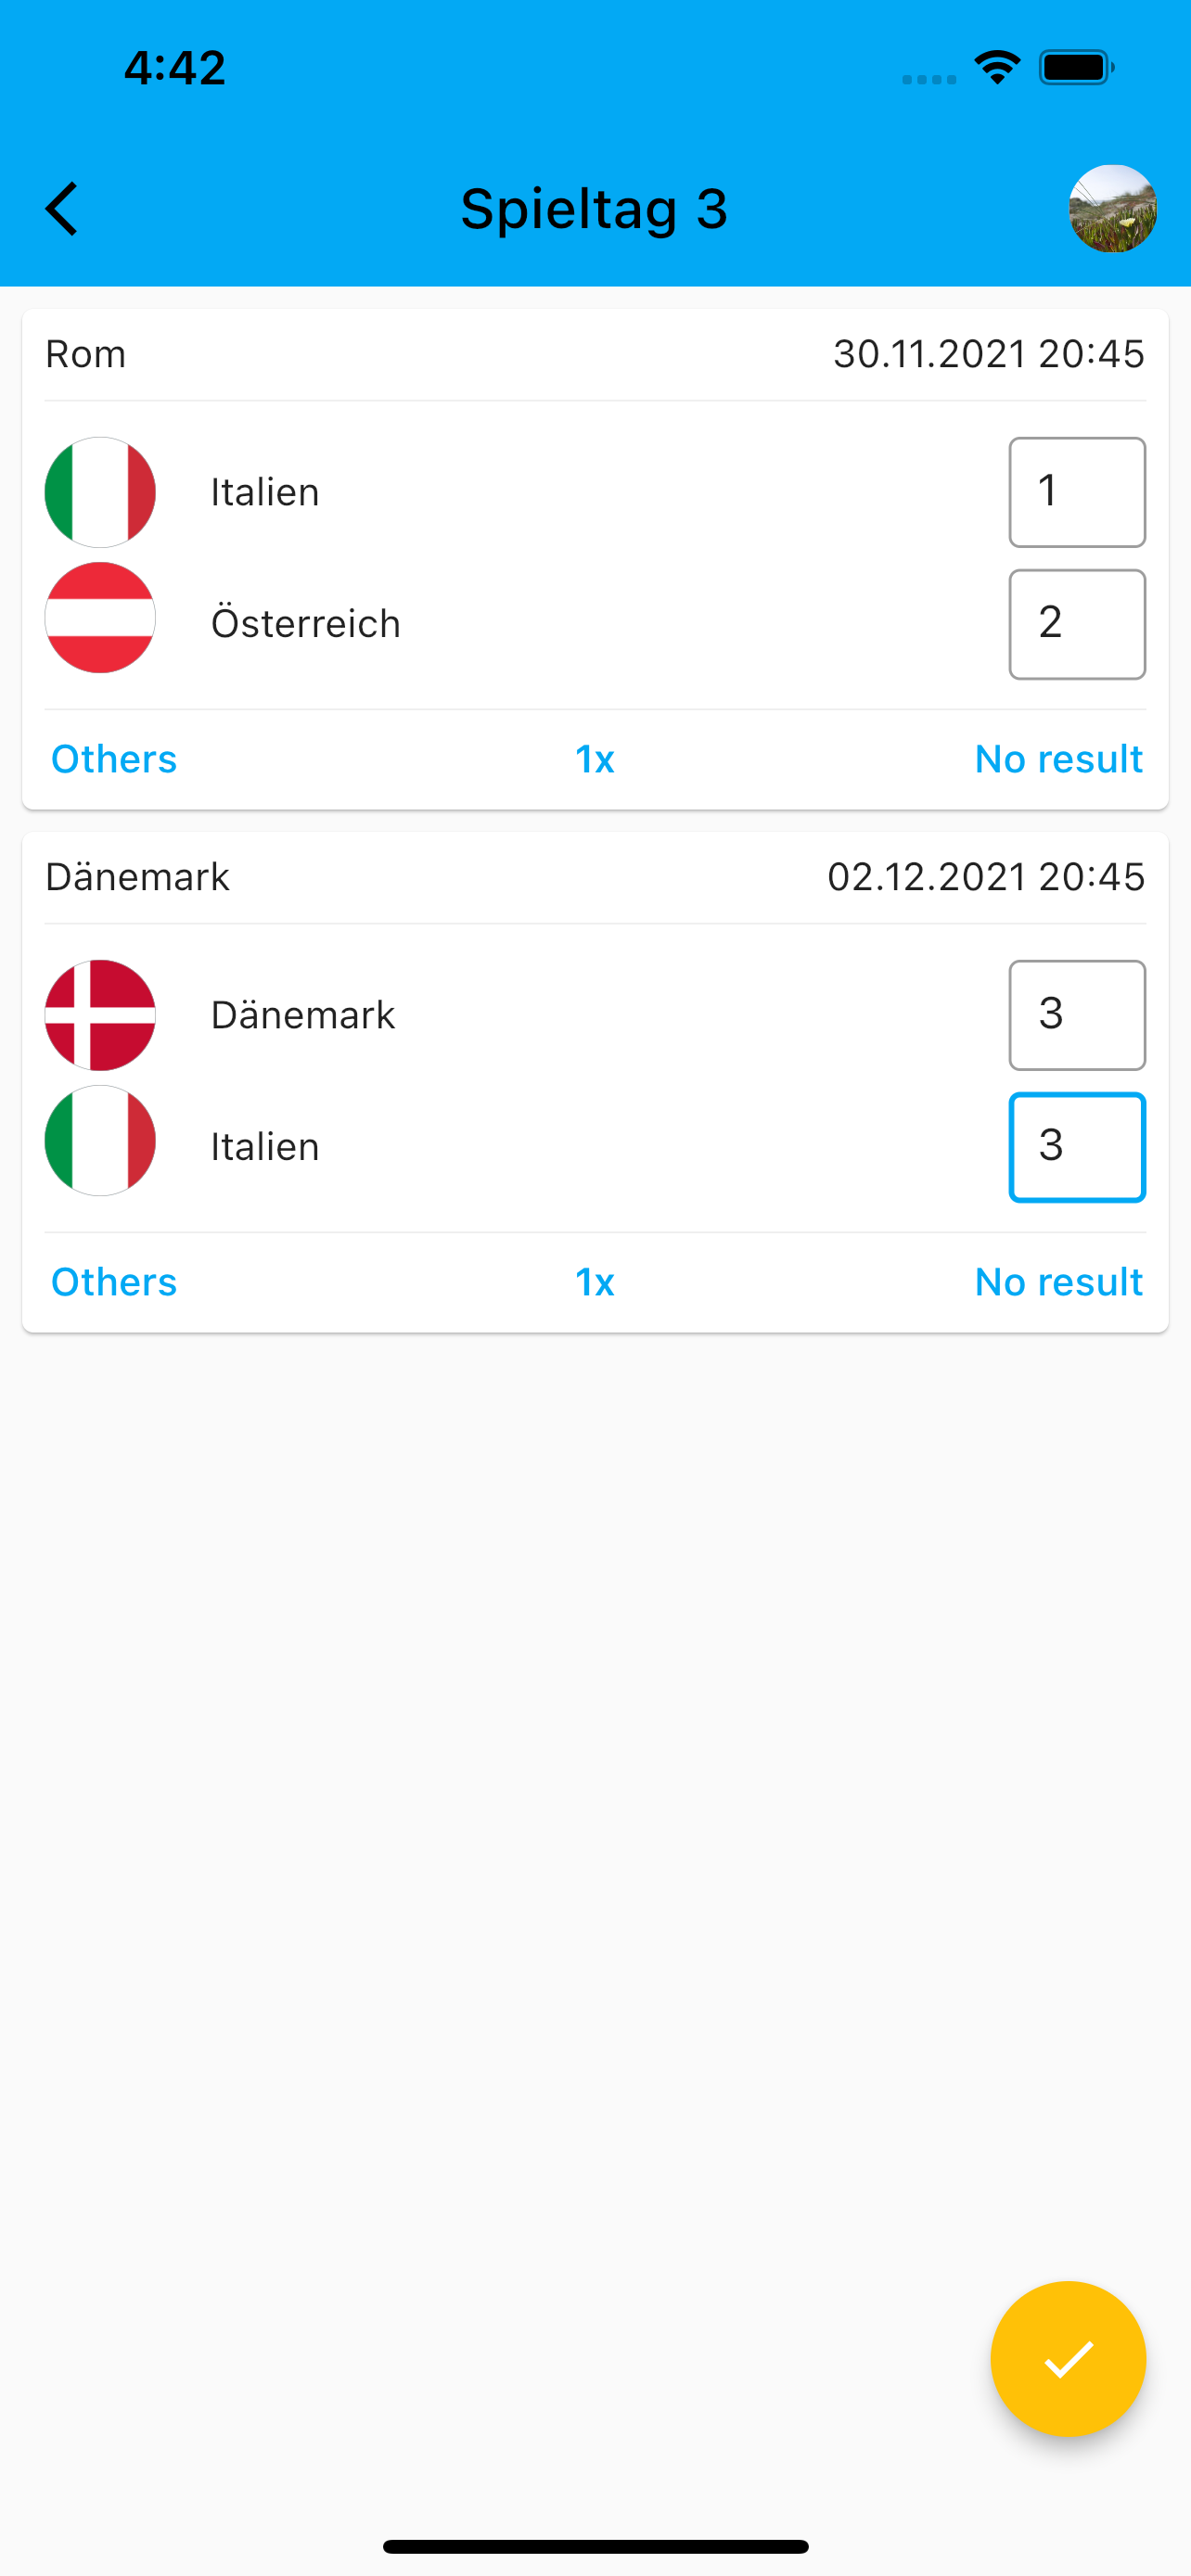 4:42
Spieltag 3
Rom 30.11.2021 20:45
Italien 1
Österreich 2
Others 1x No result
Dänemark 02.12.2021 20:45
Dänemark 3
Italien 3
Others 1x No result